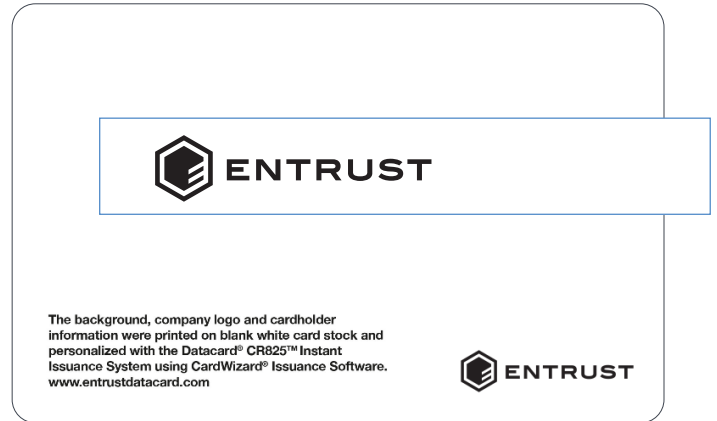 ENTRUST
The background, company logo and cardholder
information were printed on blank white card stock and
personalized with the Datacard® CR825™ Instant
Issuance System using CardWizard® Issuance Software.
www.entrustdatacard.com
ENTRUST